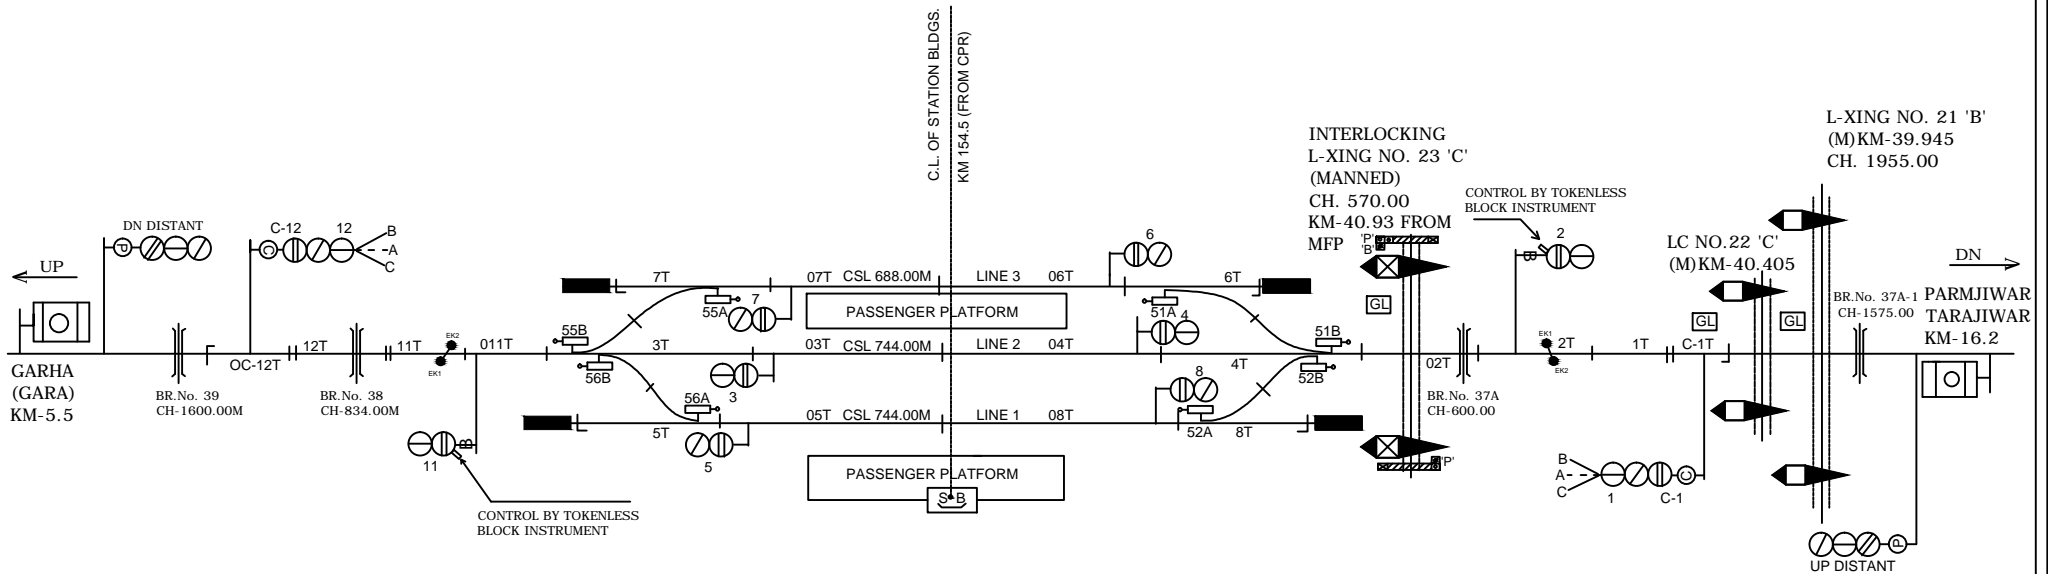 C.L. OF STATION BLDGS.
KM 154.5 (FROM CPR)
L-XING NO. 21 'B'
(M)KM-39.945
CH. 1955.00
INTERLOCKING
L-XING NO. 23 'C'
(MANNED)
CH. 570.00
KM-40.93 FROM
MFP
'P'
'B'
CONTROL BY TOKENLESS
BLOCK INSTRUMENT
2
B
LC NO.22 'C'
(M)KM-40.405
DN DISTANT
P
C-12
12
C
B
A
C
6
UP
DN
7T
07T
CSL 688.00M
LINE 3
06T
6T
GL
GL
GL
BR.No. 37A-1
CH-1575.00
PARMJIWAR
TARAJIWAR
KM-16.2
55A
7
PASSENGER PLATFORM
51A
4
55B
51B
EK2
EK1
EK1
EK2
12T
11T
011T
3T
03T
CSL 744.00M
LINE 2
04T
4T
02T
2T
1T
C-1T
OC-12T
GARHA
(GARA)
KM-5.5
BR.No. 39
CH-1600.00M
BR.No. 38
CH-834.00M
56B
3
8
52B
BR.No. 37A
CH-600.00
56A
5T
05T
CSL 744.00M
LINE 1
08T
52A
8T
11
B
5
PASSENGER PLATFORM
'P'
S B
B
A
C
1
C-1
C
CONTROL BY TOKENLESS
BLOCK INSTRUMENT
P
UP DISTANT